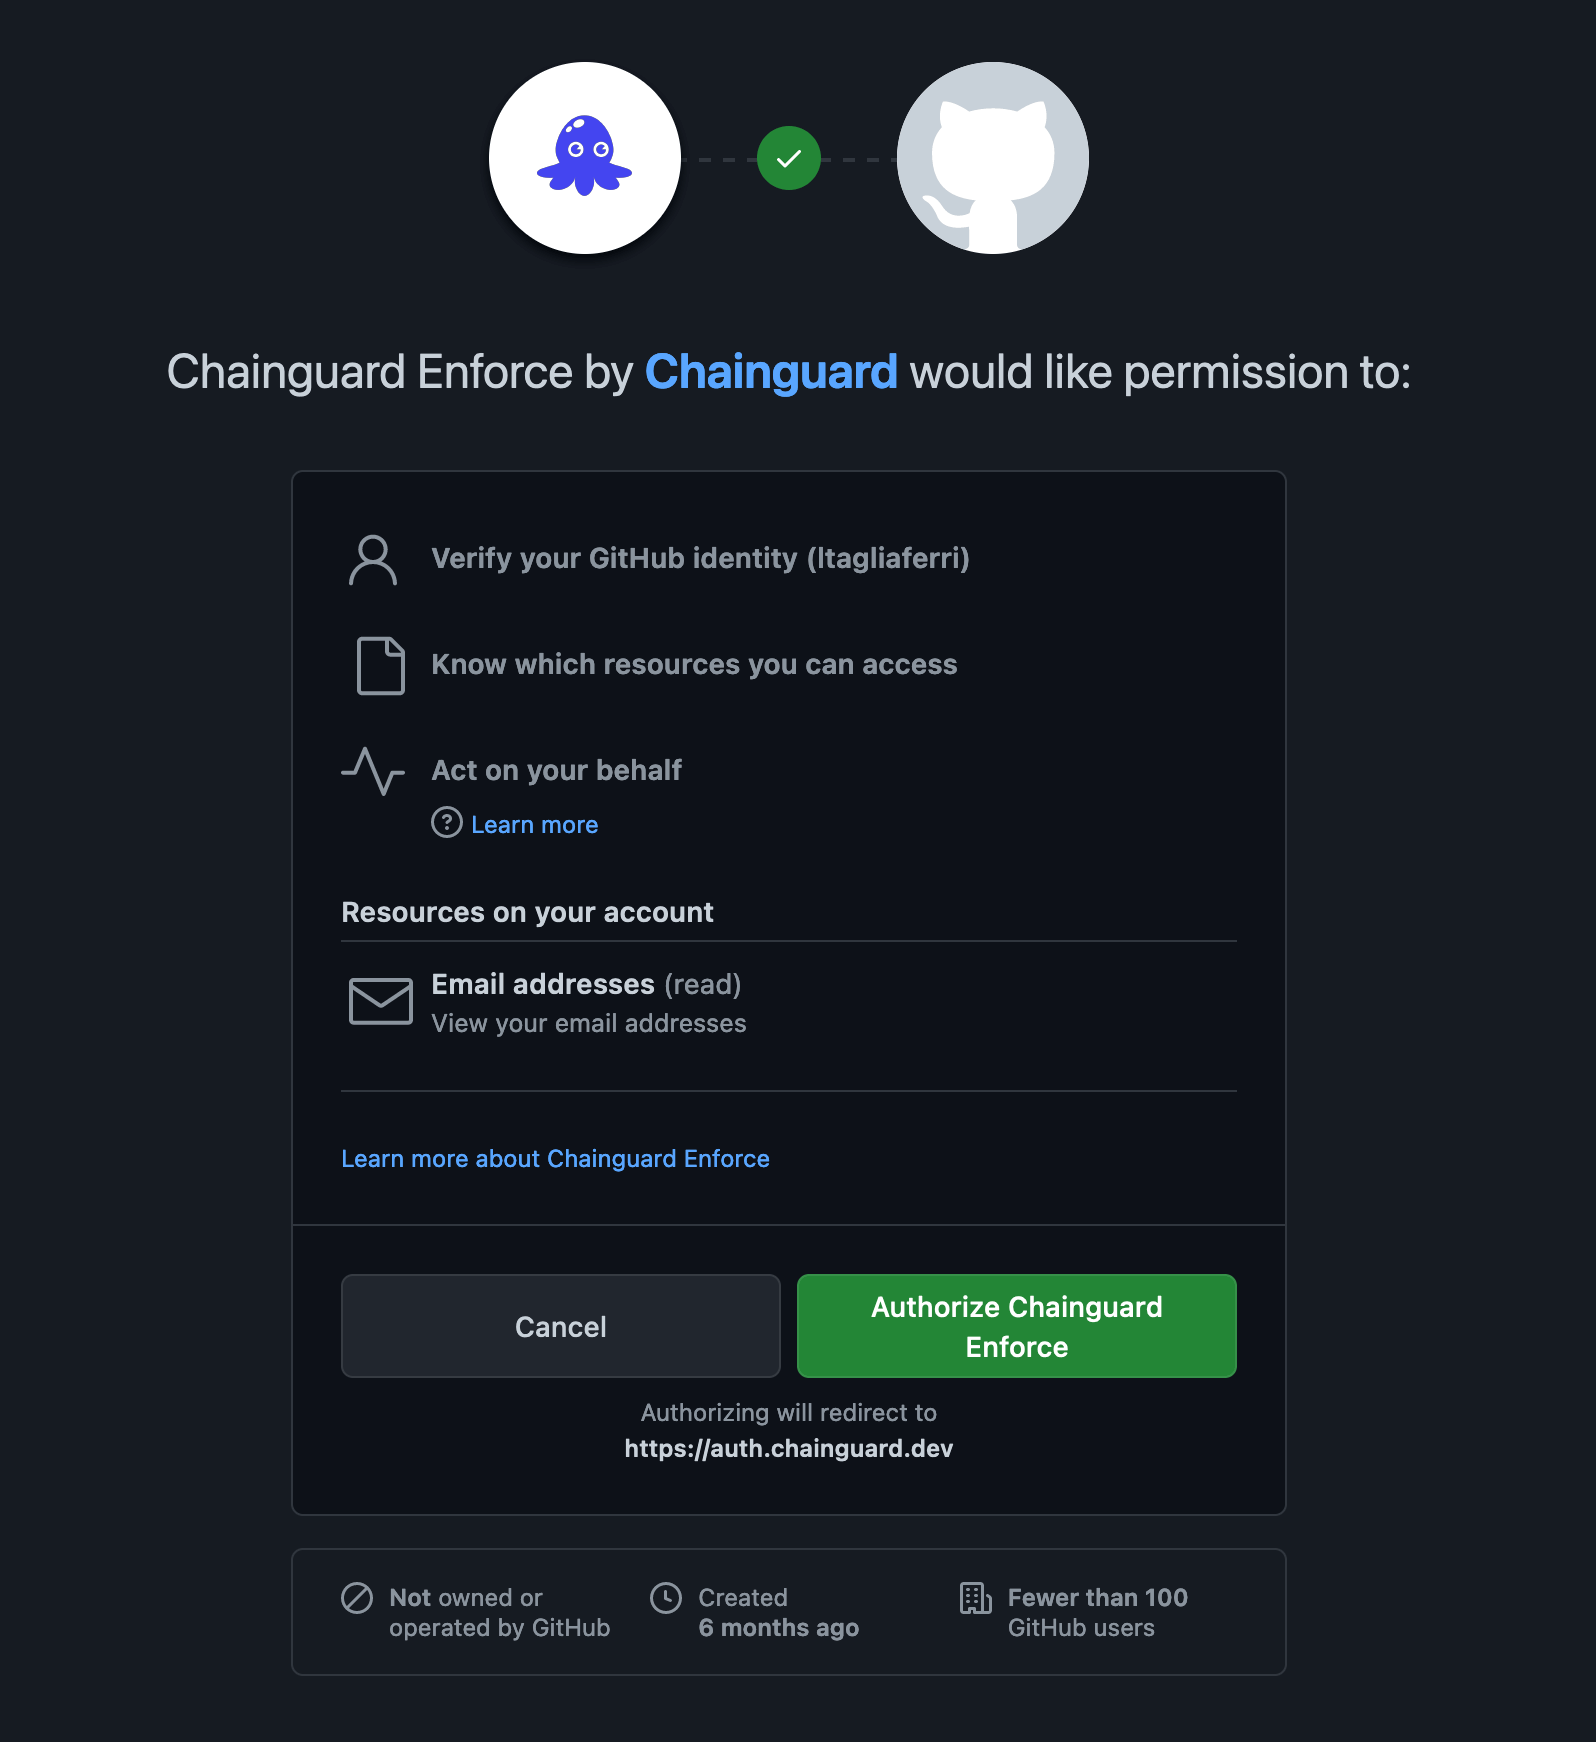 Chainguard Enforce by Chainguard would like permission to:
Verify your GitHub identity (ltagliaferri)
Know which resources you can access
Act on your behalf
Learn more
Resources on your account
Email addresses (read)
View your email addresses
Learn more about Chainguard Enforce
Cancel
Authorize Chainguard
Enforce
Authorizing will redirect to
https://auth.chainguard.dev
Not owned or
operated by GitHub
Created
6 months ago
Fewer than 100
GitHub users